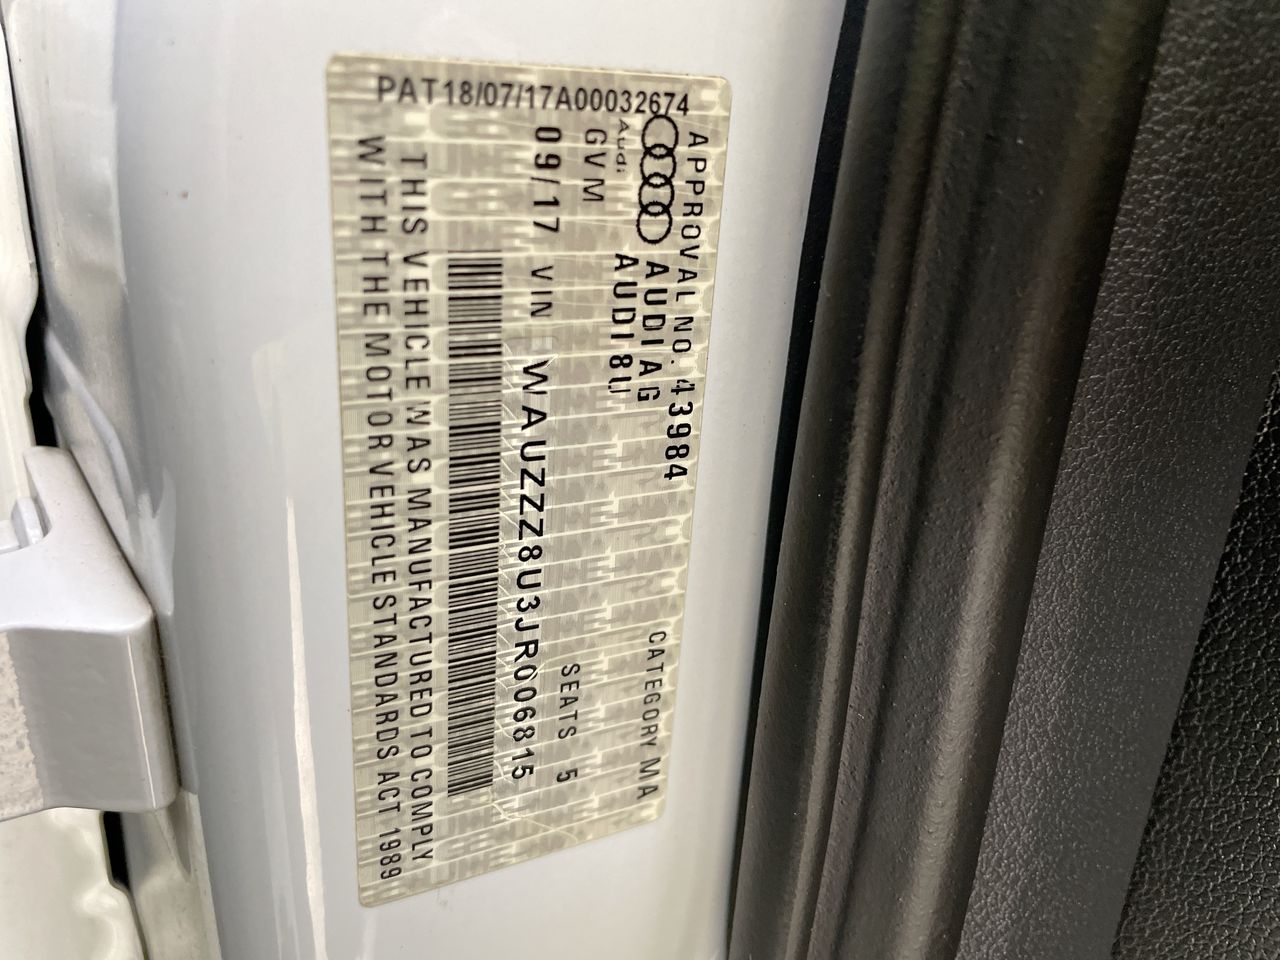 PAT18/07/17A00032674
APPROVAL NO. 43984
AUDI AG CATEGORY MA
Audi AUDI 8U
GVM SEATS 5
09/17 VIN WAUZZZ8U3JR006815
THIS VEHICLE WAS MANUFACTURED TO COMPLY
WITH THE MOTOR VEHICLE STANDARDS ACT 1989